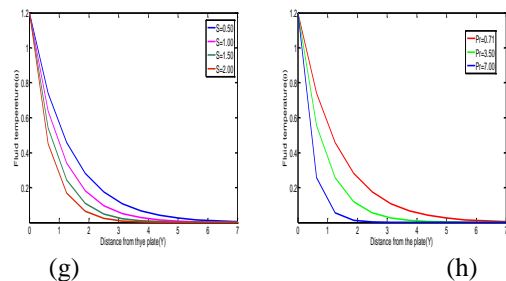 1.2
1
0.8
0.6
0.4
0.2
0
1
2
3
4
5
6
7
Fluid temperature(θ)
Distance from thye plate(Y)
S=0.50
S=1.00
S=1.50
S=2.00
(g)
1.2
1
0.8
0.6
0.4
0.2
0
1
2
3
4
5
6
7
Fluid temperature(θ)
Distance from the plate(Y)
Pr=0.71
Pr=3.50
Pr=7.00
(h)